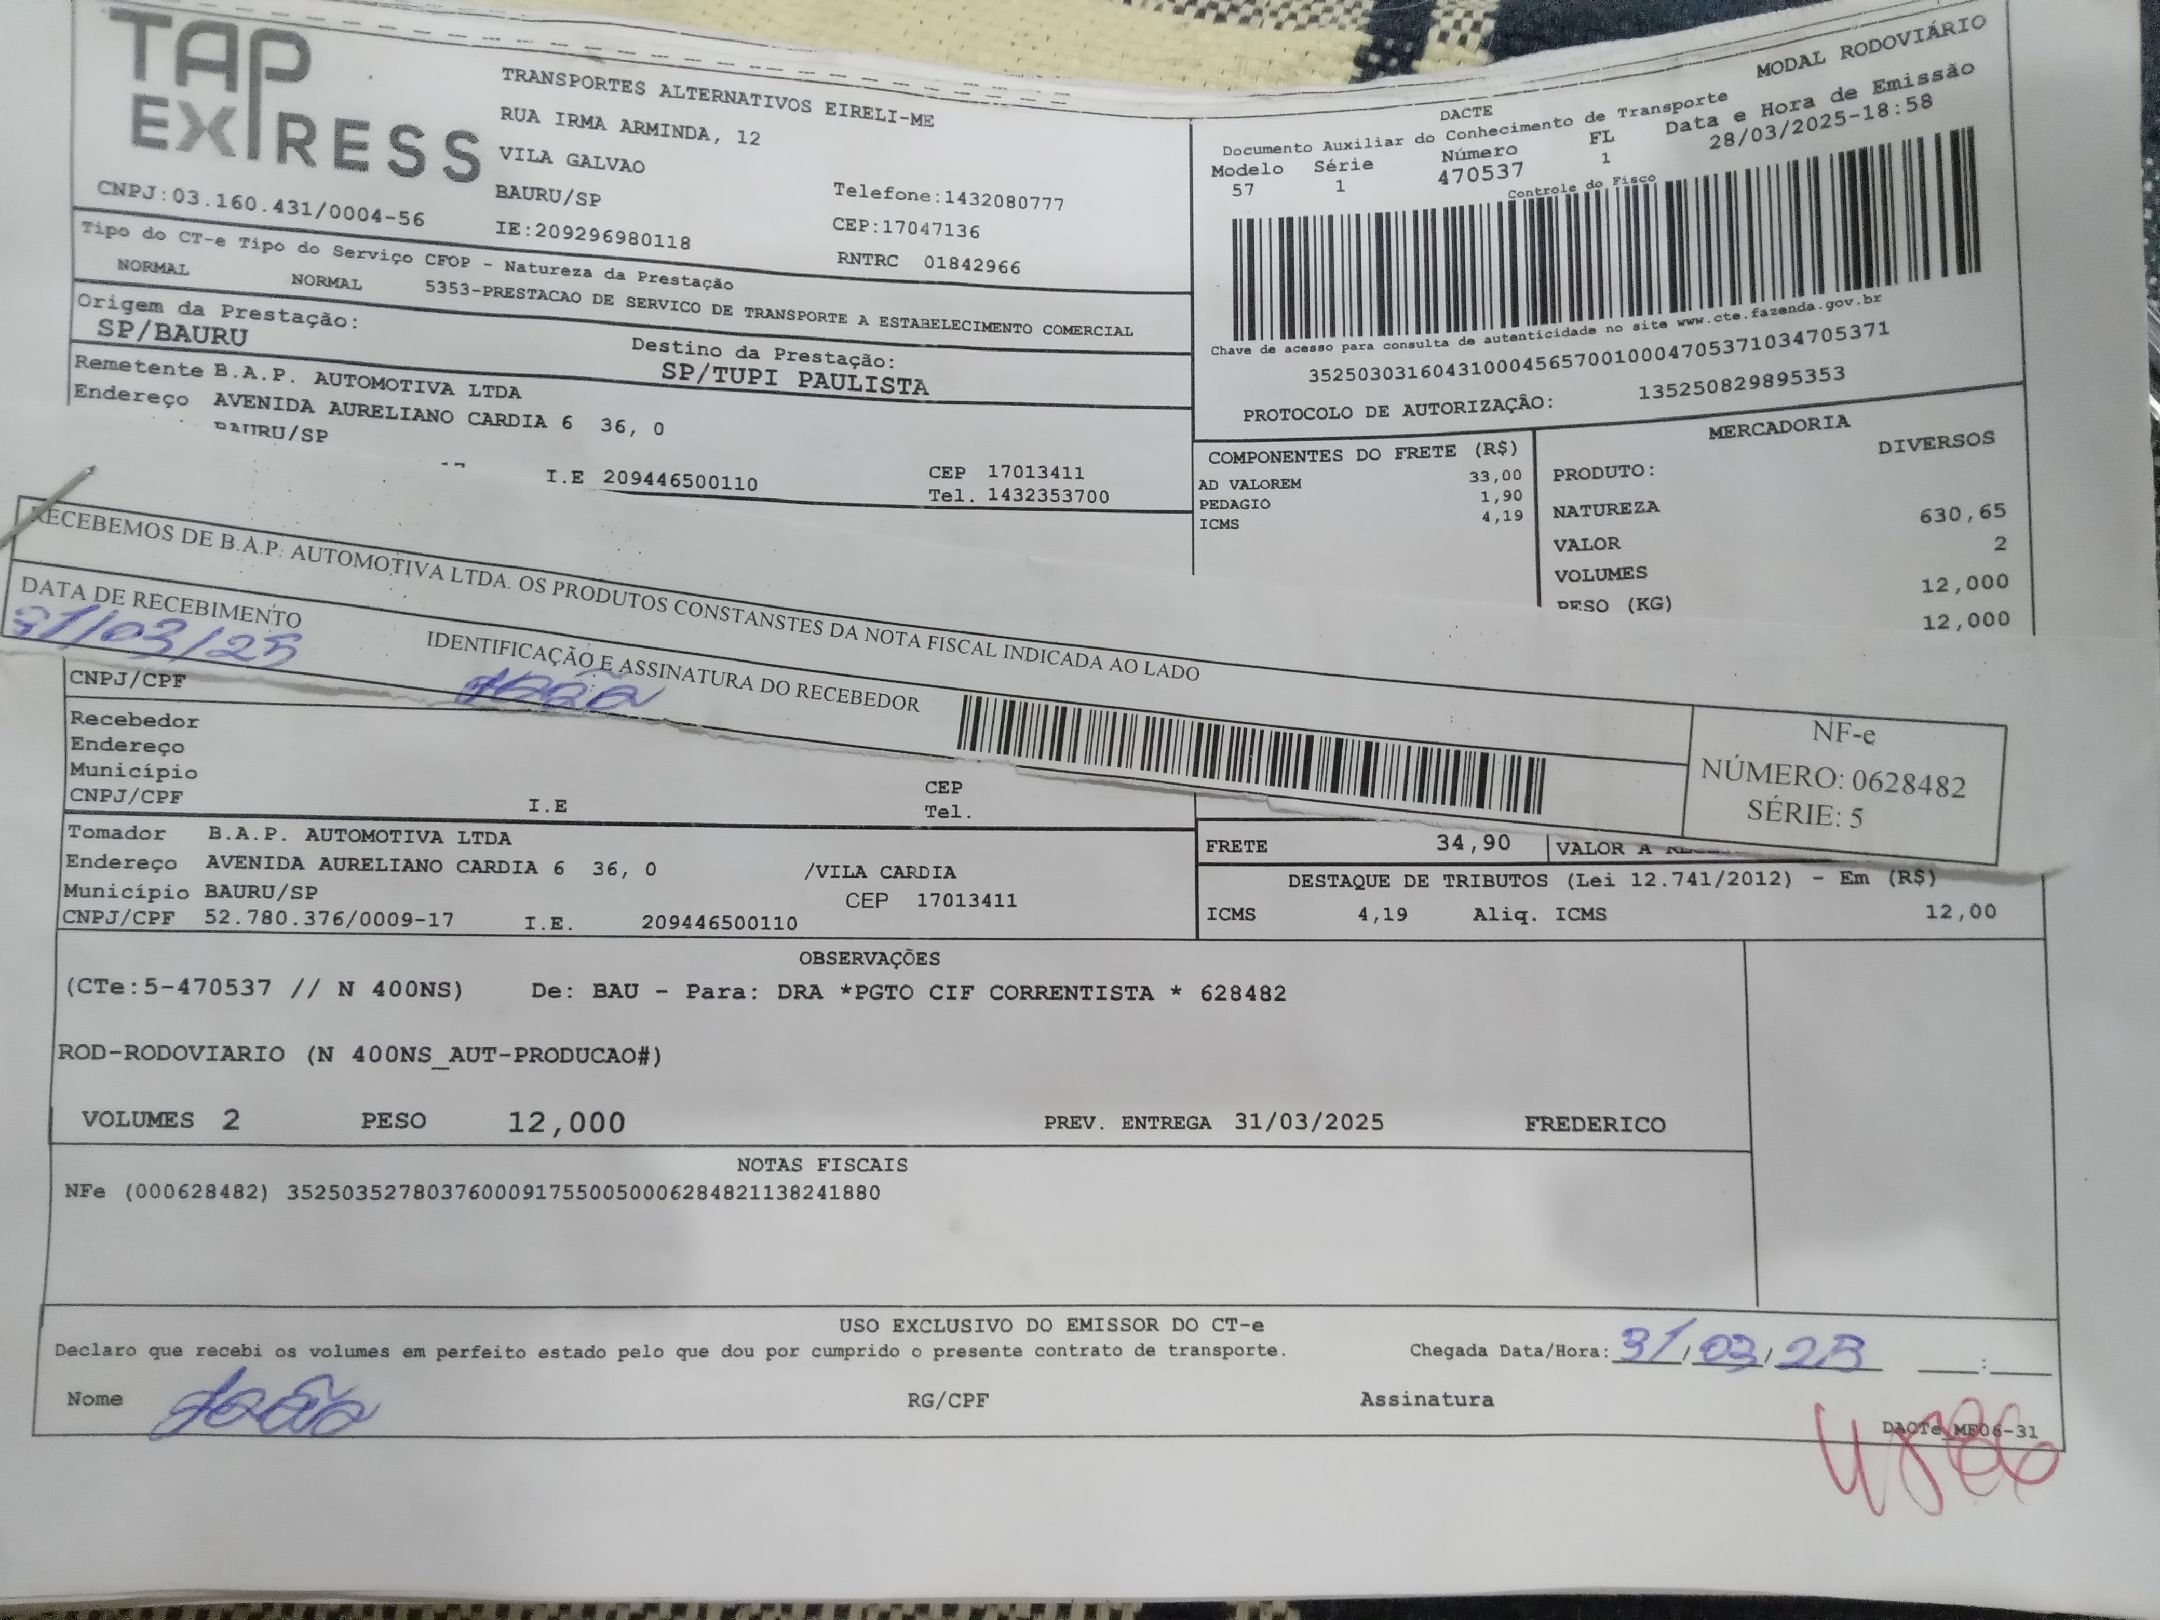 TAP EXPRESS
TRANSPORTES ALTERNATIVOS EIRELI-ME
RUA IRMA ARMINDA, 12
VILA GALVAO
BAURU/SP
Telefone:1432080777
CNPJ:03.160.431/0004-56
IE:209296980118
CEP:17047136
RNTRC 01842966
Tipo do CT-e Tipo do Serviço CFOP - Natureza da Prestação
NORMAL NORMAL 5353-PRESTACAO DE SERVICO DE TRANSPORTE A ESTABELECIMENTO COMERCIAL
Origem da Prestação:
SP/BAURU
Destino da Prestação:
SP/TUPI PAULISTA
Remetente B.A.P. AUTOMOTIVA LTDA
Endereço AVENIDA AURELIANO CARDIA 6 36, 0
BAURU/SP
CEP 17013411
I.E 209446500110
Tel. 1432353700
MODAL RODOVIÁRIO
DACTE
Documento Auxiliar do Conhecimento de Transporte
Modelo Série Número FL Data e Hora de Emissão
57 1 470537 1 28/03/2025-18:58
Controle do Fisco
Chave de acesso para consulta de autenticidade no site www.cte.fazenda.gov.br
35250303160431000456570010004705371034705371
PROTOCOLO DE AUTORIZAÇÃO: 135250829895353
COMPONENTES DO FRETE (R$)
AD VALOREM 33,00
PEDAGIO 1,90
ICMS 4,19
MERCADORIA
PRODUTO: DIVERSOS
NATUREZA
VALOR 630,65
VOLUMES 2
PESO (KG) 12,000
12,000
RECEBEMOS DE B.A.P. AUTOMOTIVA LTDA. OS PRODUTOS CONSTANSTES DA NOTA FISCAL INDICADA AO LADO
DATA DE RECEBIMENTO
31/03/25
IDENTIFICAÇÃO E ASSINATURA DO RECEBEDOR
João
NF-e
NÚMERO: 0628482
SÉRIE: 5
CNPJ/CPF
Recebedor
Endereço
Município
CEP
CNPJ/CPF I.E Tel.
Tomador B.A.P. AUTOMOTIVA LTDA
Endereço AVENIDA AURELIANO CARDIA 6 36, 0 /VILA CARDIA
Município BAURU/SP CEP 17013411
CNPJ/CPF 52.780.376/0009-17 I.E. 209446500110
FRETE 34,90 VALOR A
DESTAQUE DE TRIBUTOS (Lei 12.741/2012) - Em (R$)
ICMS 4,19 Aliq. ICMS 12,00
OBSERVAÇÕES
(CTe:5-470537 // N 400NS) De: BAU - Para: DRA *PGTO CIF CORRENTISTA * 628482
ROD-RODOVIARIO (N 400NS_AUT-PRODUCAO#)
VOLUMES 2 PESO 12,000 PREV. ENTREGA 31/03/2025 FREDERICO
NOTAS FISCAIS
NFe (000628482) 35250352780376000917550050006284821138241880
USO EXCLUSIVO DO EMISSOR DO CT-e
Declaro que recebi os volumes em perfeito estado pelo que dou por cumprido o presente contrato de transporte.
Chegada Data/Hora: 31/03/25 __:__
Nome João RG/CPF Assinatura
DACTe_MF06-31